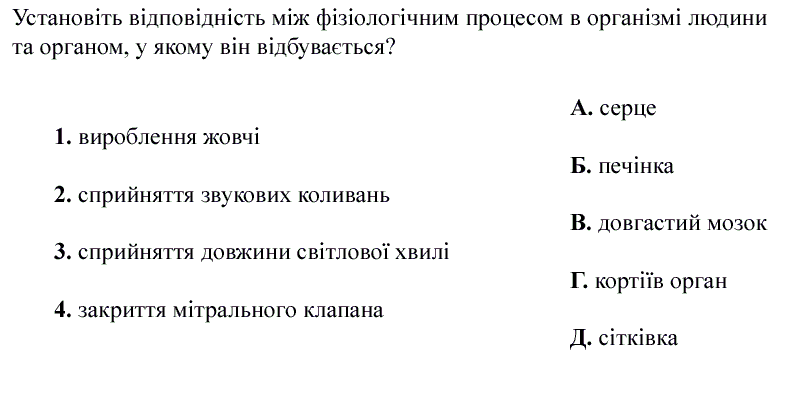 Установіть відповідність між фізіологічним процесом в організмі людини
та органом, у якому він відбувається?
А. серце
1. вироблення жовчі
Б. печінка
2. сприйняття звукових коливань
В. довгастий мозок
3. сприйняття довжини світлової хвилі
Г. кортіїв орган
4. закриття мітрального клапана
Д. сітківка